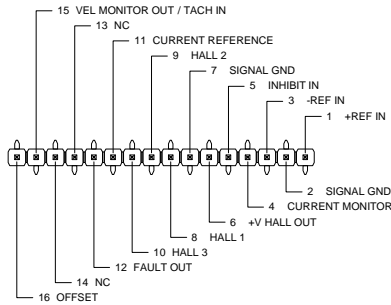 15 VEL MONITOR OUT / TACH IN
13 NC
11 CURRENT REFERENCE
9 HALL 2
7 SIGNAL GND
5 INHIBIT IN
3 -REF IN
1 +REF IN
2 SIGNAL GND
4 CURRENT MONITOR
6 +V HALL OUT
8 HALL 1
10 HALL 3
12 FAULT OUT
14 NC
16 OFFSET